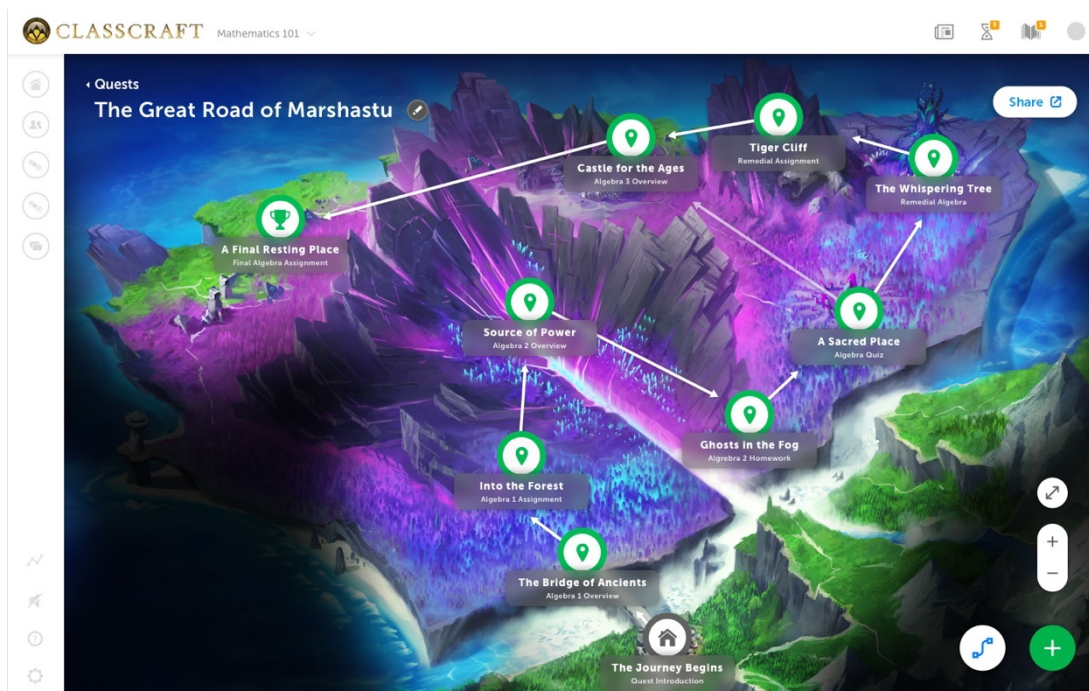 CLASSCRAFT Mathematics 101
Quests
The Great Road of Marshastu
Share
Tiger Cliff
Remedial Assignment
Castle for the Ages
Algebra 3 Overview
The Whispering Tree
Remedial Algebra
A Final Resting Place
Final Algebra Assignment
Source of Power
Algebra 2 Overview
A Sacred Place
Algebra Quiz
Ghosts in the Fog
Algrebra 2 Homework
Into the Forest
Algebra 1 Assignment
The Bridge of Ancients
Algebra 1 Overview
The Journey Begins
Quest Introduction